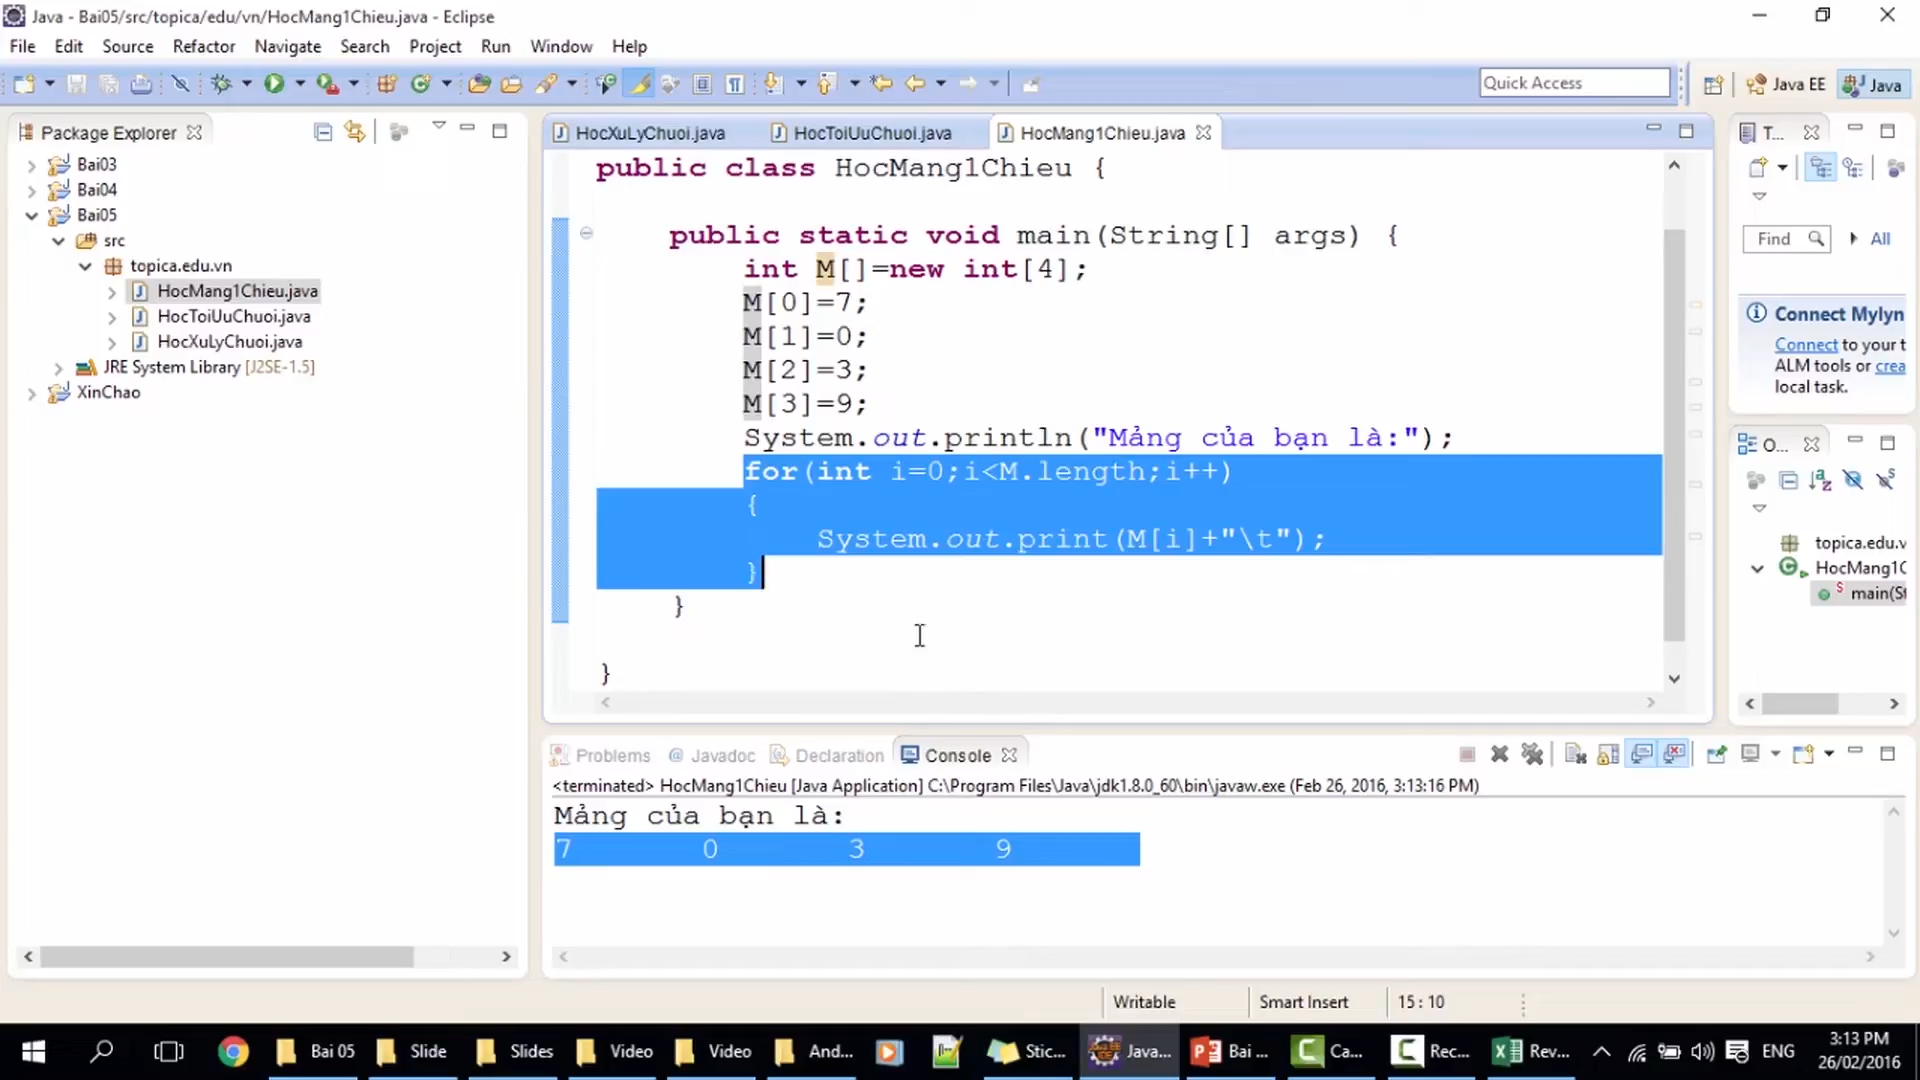 Java - Bai05/src/topica/edu/vn/HocMang1Chieu.java - Eclipse
File Edit Source Refactor Navigate Search Project Run Window Help
Quick Access
Java EE
Java
Package Explorer
Bai03
Bai04
Bai05
src
topica.edu.vn
HocMang1Chieu.java
HocToiUuChuoi.java
HocXuLyChuoi.java
JRE System Library [J2SE-1.5]
XinChao
HocXuLyChuoi.java HocToiUuChuoi.java HocMang1Chieu.java
public class HocMang1Chieu {
public static void main(String[] args) {
int M[]=new int[4];
M[0]=7;
M[1]=0;
M[2]=3;
M[3]=9;
System.out.println("Mảng của bạn là:");
for(int i=0;i<M.length;i++)
{
System.out.print(M[i]+"\t");
}
}
}
T...
Find
All
Connect Mylyn
Connect to your t
ALM tools or crea
local task.
O...
topica.edu.v
HocMang1C
main(St
Problems Javadoc Declaration Console
<terminated> HocMang1Chieu [Java Application] C:\Program Files\Java\jdk1.8.0_60\bin\javaw.exe (Feb 26, 2016, 3:13:16 PM)
Mảng của bạn là:
7 0 3 9
Writable Smart Insert 15 : 10
Bai 05 Slide Slides Video Video And... Stic... Java... Bai ... Ca... Rec... Rev... ENG
3:13 PM
26/02/2016